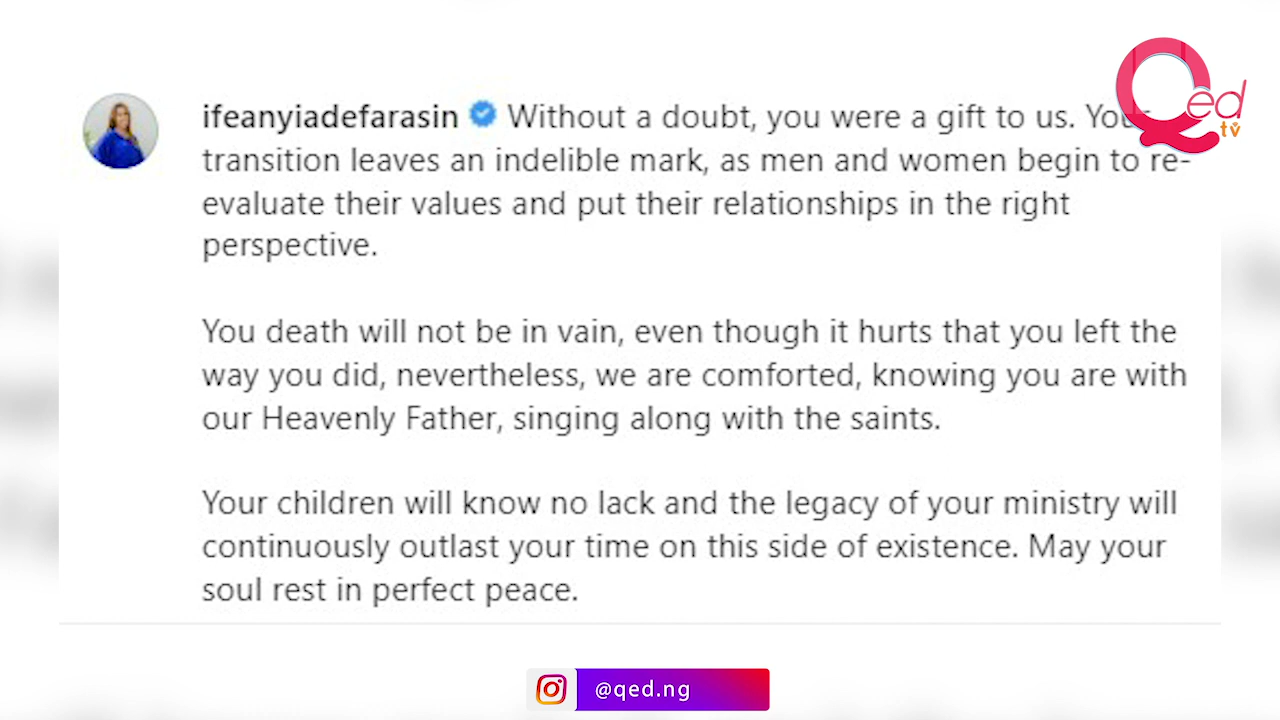 Qed
tv
ifeanyiadefarasin Without a doubt, you were a gift to us.
transition leaves an indelible mark, as men and women begin to re-
evaluate their values and put their relationships in the right
perspective.
You death will not be in vain, even though it hurts that you left the
way you did, nevertheless, we are comforted, knowing you are with
our Heavenly Father, singing along with the saints.
Your children will know no lack and the legacy of your ministry will
continuously outlast your time on this side of existence. May your
soul rest in perfect peace.
@qed.ng